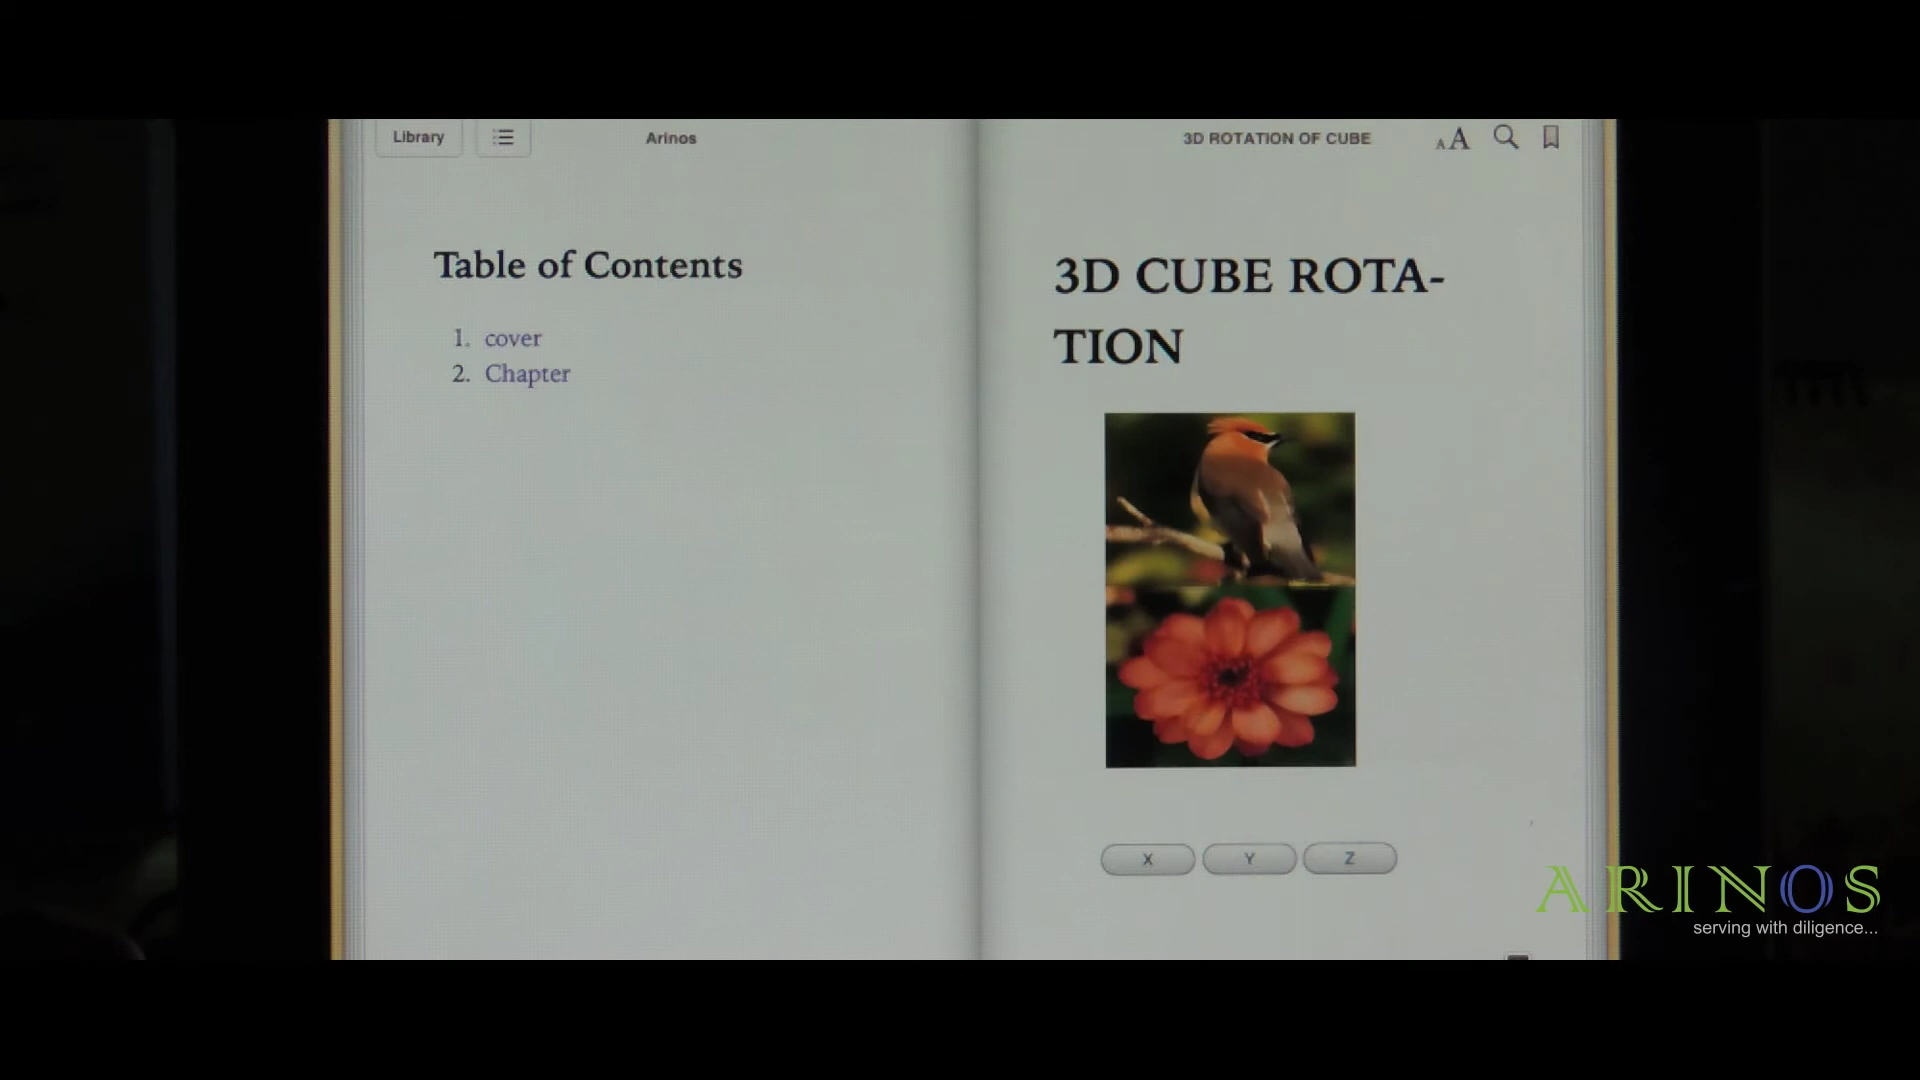 Library
Arinos
3D ROTATION OF CUBE
AA
Table of Contents
1. cover
2. Chapter
3D CUBE ROTA-
TION
X Y Z
ARINOS
serving with diligence...